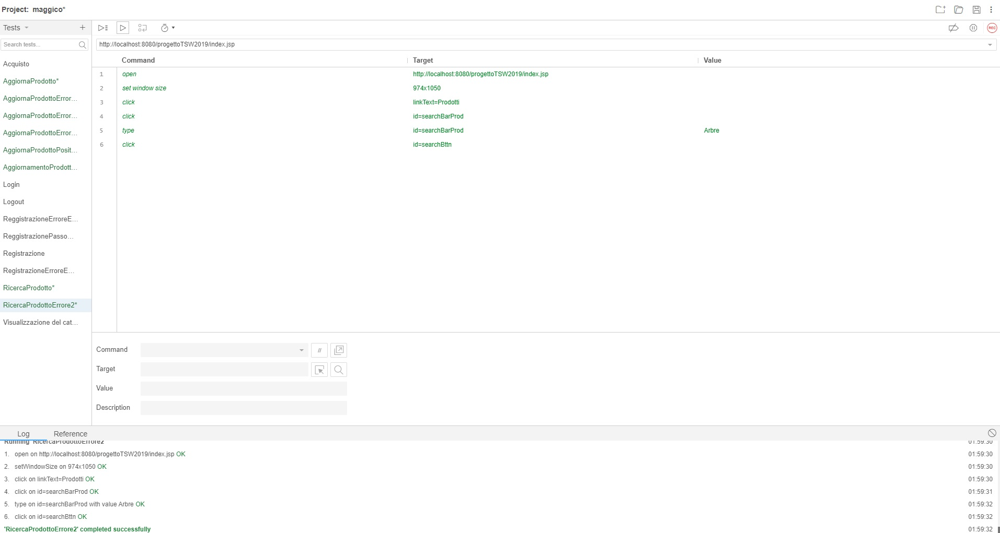 Project: maggico*
Tests
Search tests...
Acquisto
AggiornaProdotto*
AggiornaProdottoError...
AggiornaProdottoError...
AggiornaProdottoError...
AggiornaProdottoPosit...
AggiornamentoProdott...
Login
Logout
ReggistrazioneErroreE...
ReggistrazionePasso...
Registrazione
RegistrazioneErroreE...
RicercaProdotto*
RicercaProdottoErrore2*
Visualizzazione del cat...
REC
http://localhost:8080/progettoTSW2019/index.jsp
Command Target Value
1 open http://localhost:8080/progettoTSW2019/index.jsp
2 set window size 974x1050
3 click linkText=Prodotti
4 click id=searchBarProd
5 type id=searchBarProd Arbre
6 click id=searchBttn
Command //
Target
Value
Description
Log Reference
Running 'RicercaProdottoErrore2' 01:59:30
1. open on http://localhost:8080/progettoTSW2019/index.jsp OK 01:59:30
2. setWindowSize on 974x1050 OK 01:59:30
3. click on linkText=Prodotti OK 01:59:30
4. click on id=searchBarProd OK 01:59:31
5. type on id=searchBarProd with value Arbre OK 01:59:32
6. click on id=searchBttn OK 01:59:32
'RicercaProdottoErrore2' completed successfully 01:59:32